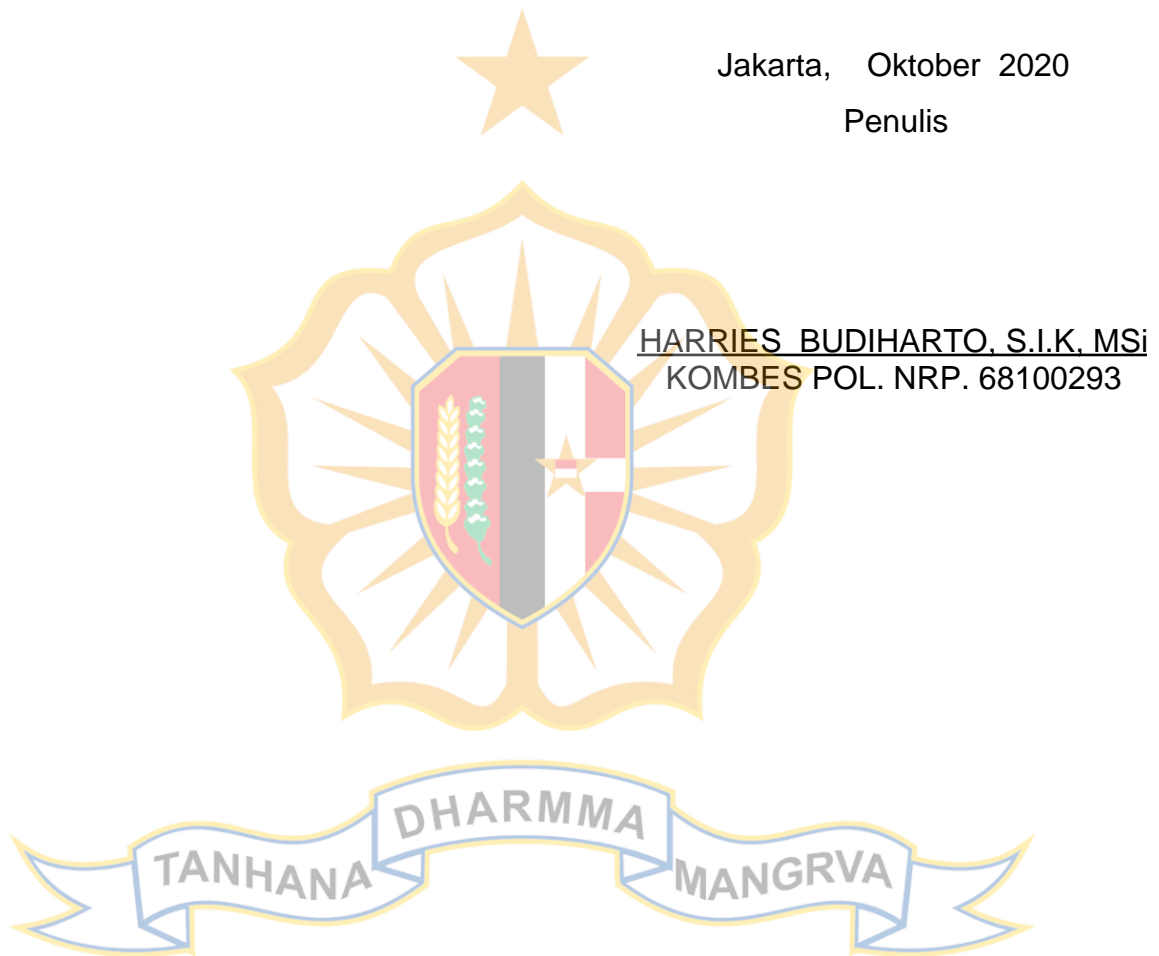 Jakarta, Oktober 2020
Penulis
HARRIES BUDIHARTO, S.I.K, MSi
KOMBES POL. NRP. 68100293
TANHANA DHARMMA MANGRVA